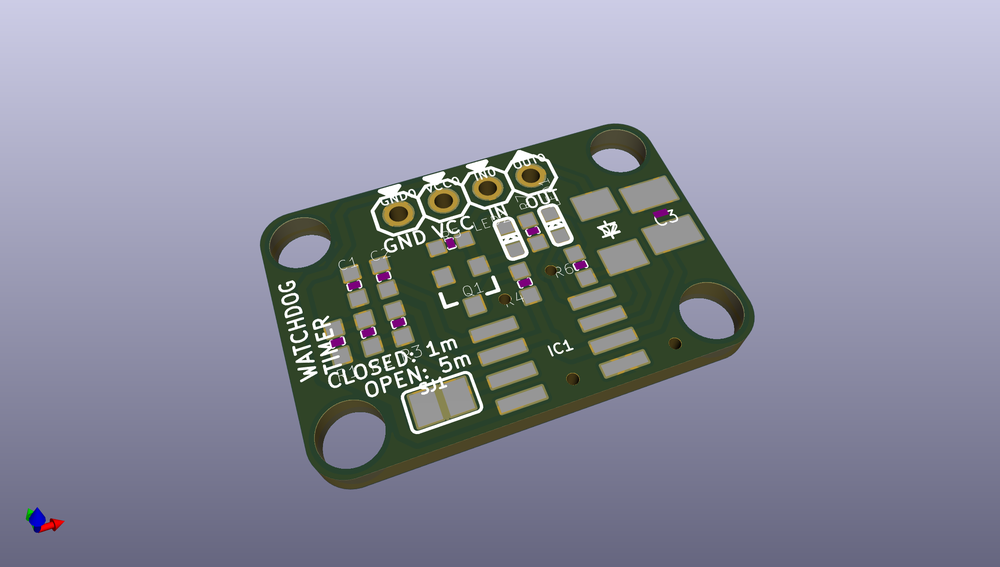 GND0 VCC0 IN0 OUT0
GND VCC IN OUT
C1 C2
C3
Q1
R4
R6
IC1
R3
WATCHDOG
TIMER
CLOSED: 1m
OPEN: 5m
SJ1